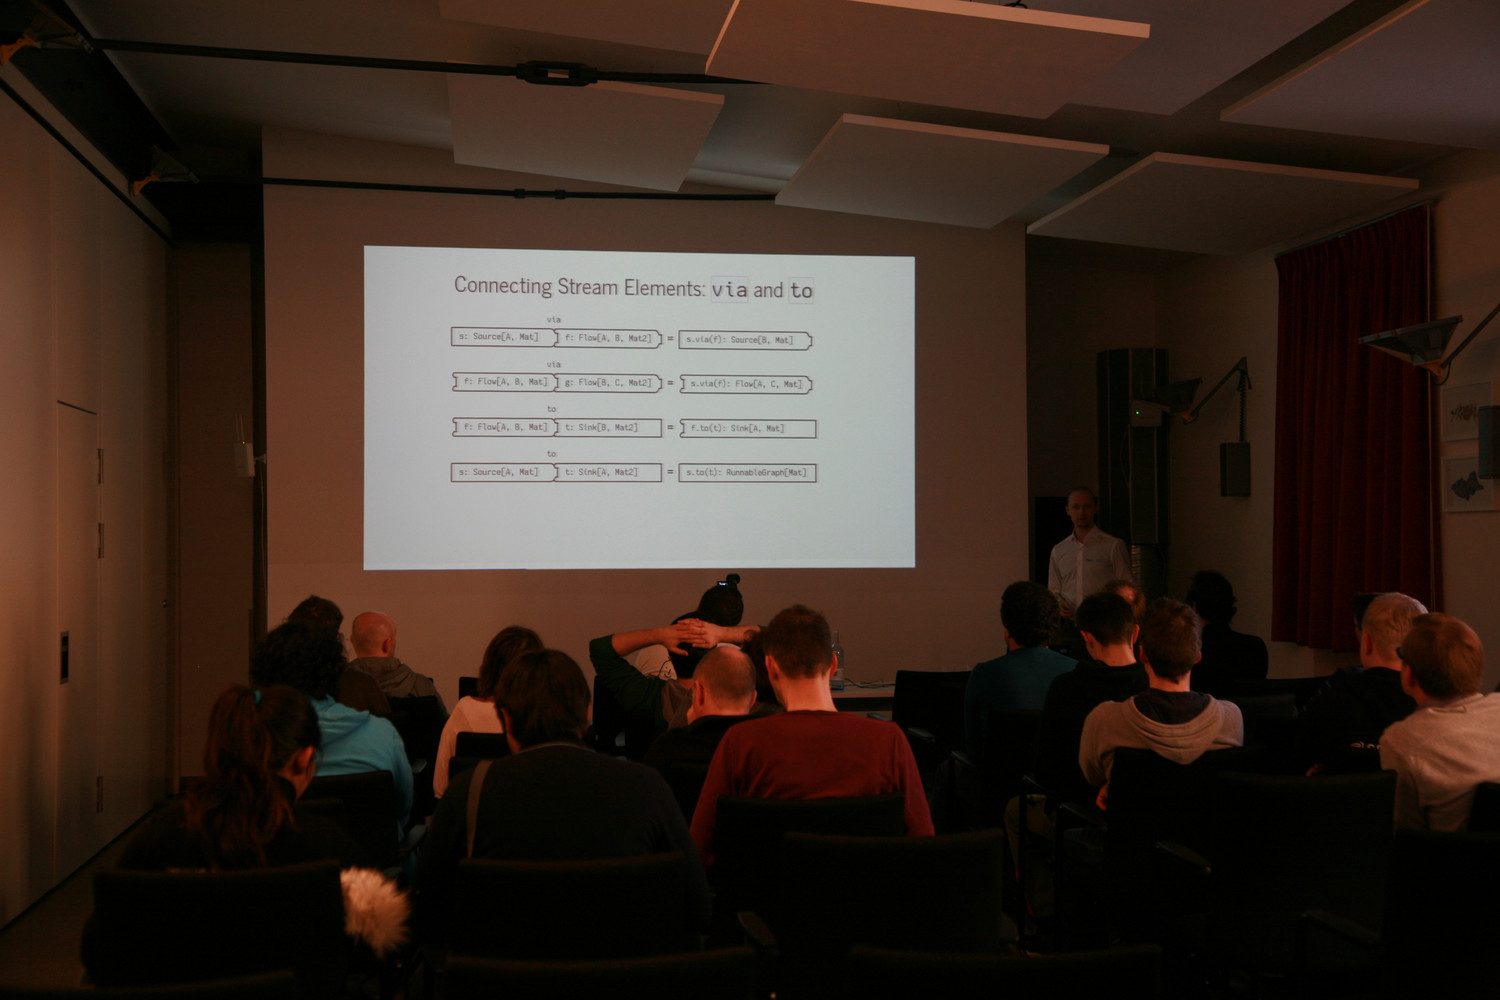 Connecting Stream Elements: via and to
via
s: Source[A, Mat] f: Flow[A, B, Mat2] = s.via(f): Source[B, Mat]
via
f: Flow[A, B, Mat] g: Flow[B, C, Mat2] = s.via(f): Flow[A, C, Mat]
to
f: Flow[A, B, Mat] t: Sink[B, Mat2] = f.to(t): Sink[A, Mat]
to
s: Source[A, Mat] t: Sink[A, Mat2] = s.to(t): RunnableGraph[Mat]